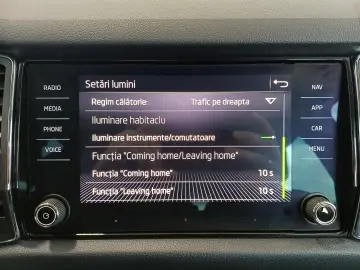 Setări lumini
RADIO
NAV
Regim călătorie: Trafic pe dreapta
MEDIA
APP
Iluminare habitaclu
PHONE
Iluminare instrumente/comutatoare
CAR
VOICE
Funcția "Coming home/Leaving home"
MENU
Funcția "Coming home" 10 s
Funcția "Leaving home" 10 s